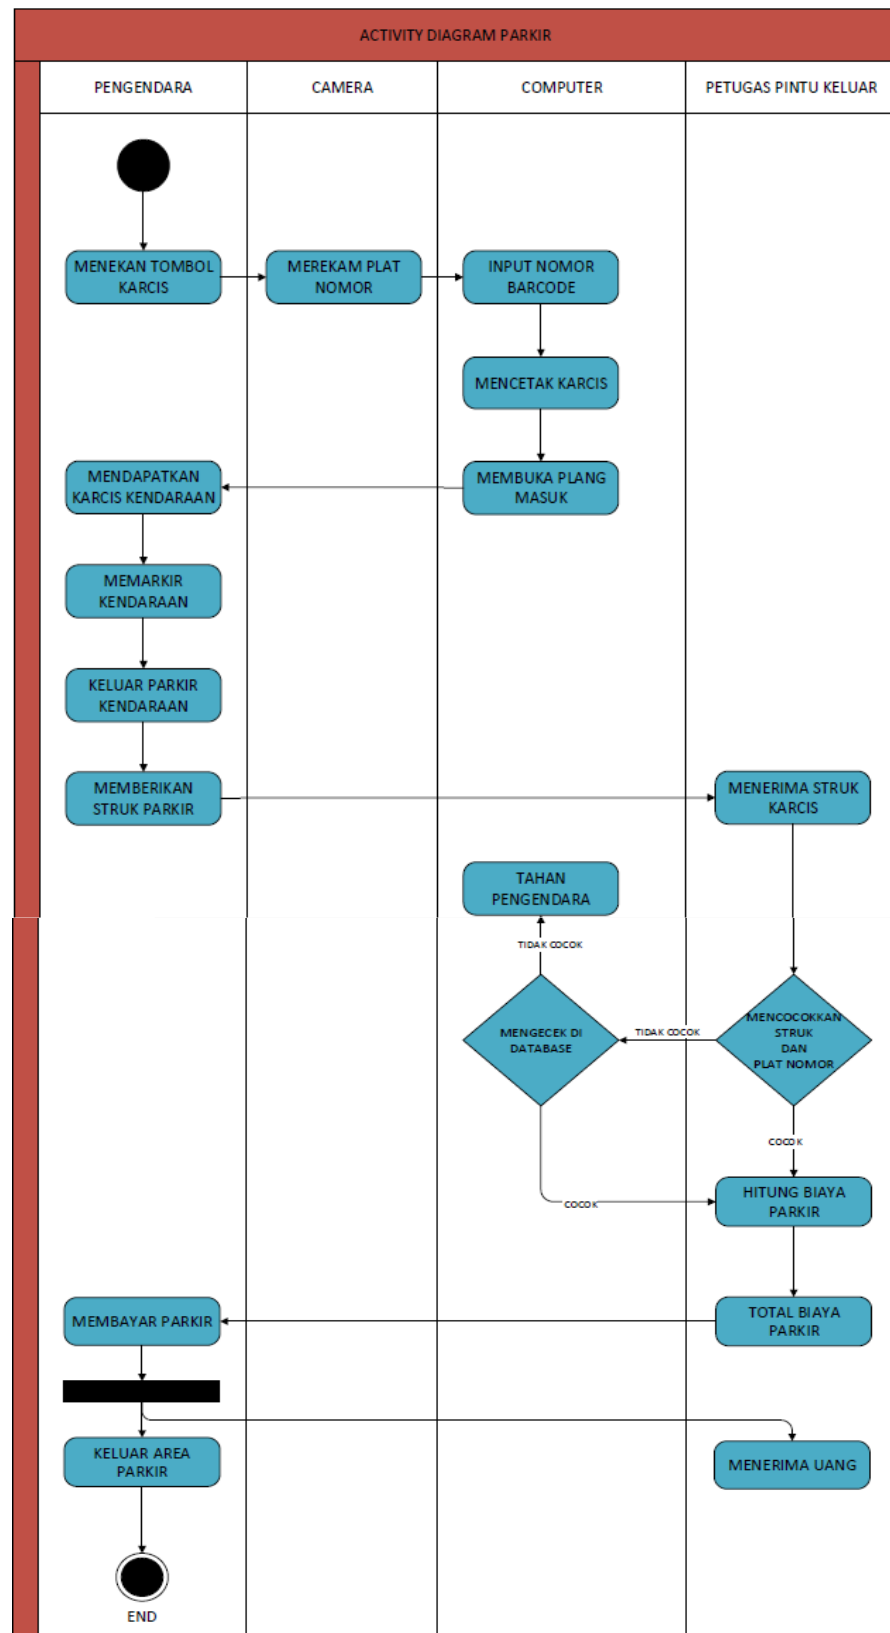 ACTIVITY DIAGRAM PARKIR
PENGENDARA
CAMERA
COMPUTER
PETUGAS PINTU KELUAR
MENEKAN TOMBOL
KARCIS
MEREKAM PLAT
NOMOR
INPUT NOMOR
BARCODE
MENCETAK KARCIS
MENDAPATKAN
KARCIS KENDARAAN
MEMBUKA PLANG
MASUK
MEMARKIR
KENDARAAN
KELUAR PARKIR
KENDARAAN
MEMBERIKAN
STRUK PARKIR
MENERIMA STRUK
KARCIS
TAHAN
PENGENDARA
TIDAK COCOK
MENGECEK DI
DATABASE
TIDAK COCOK
MENCOCOKKAN
STRUK
DAN
PLAT NOMOR
COCOK
COCOK
HITUNG BIAYA
PARKIR
MEMBAYAR PARKIR
TOTAL BIAYA
PARKIR
KELUAR AREA
PARKIR
MENERIMA UANG
END